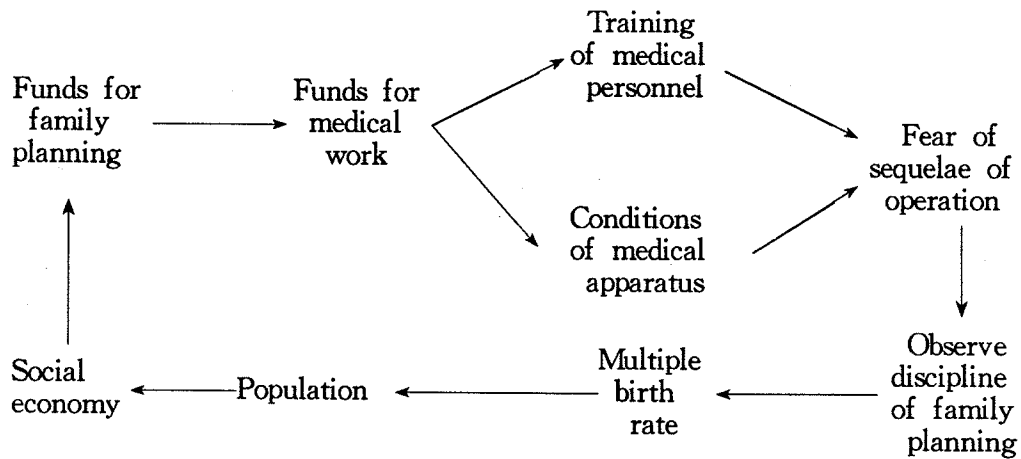 Training
of medical
personnel
Funds for
family
planning
Funds for
medical
work
Fear of
sequelae of
operation
Conditions
of medical
apparatus
Observe
discipline
of family
planning
Multiple
birth
rate
Population
Social
economy